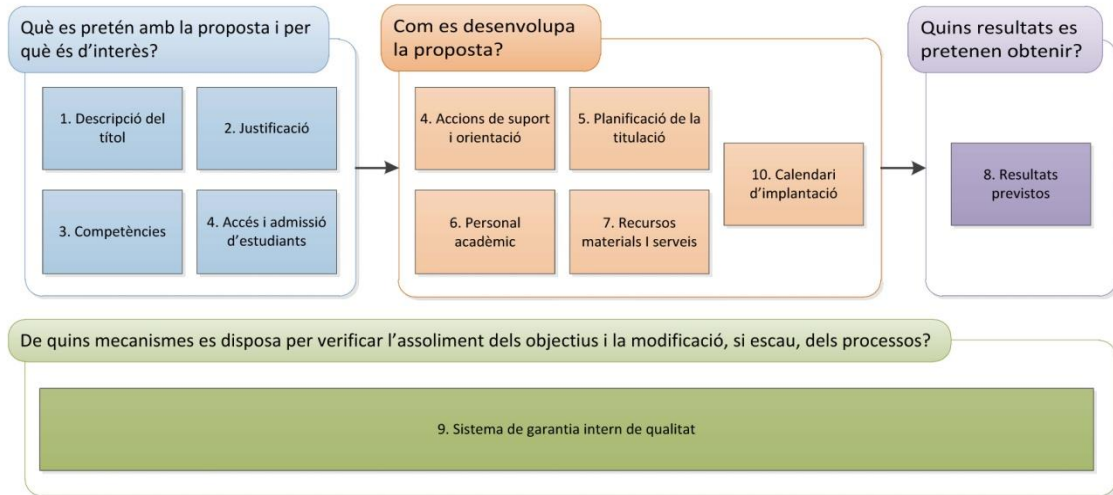 Què es pretén amb la proposta i per
què és d'interès?
1. Descripció del
títol
2. Justificació
3. Competències
4. Accés i admissió
d'estudiants
Com es desenvolupa
la proposta?
4. Accions de suport
i orientació
5. Planificació de la
titulació
6. Personal
acadèmic
7. Recursos
materials I serveis
10. Calendari
d'implantació
Quins resultats es
pretenen obtenir?
8. Resultats
previstos
De quins mecanismes es disposa per verificar l'assoliment dels objectius i la modificació, si escau, dels processos?
9. Sistema de garantia intern de qualitat